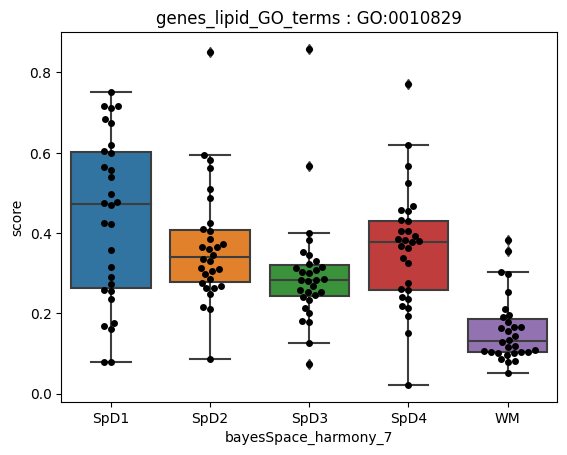 genes_lipid_GO_terms : GO:0010829
score
0.8
0.6
0.4
0.2
0.0
SpD1 SpD2 SpD3 SpD4 WM
bayesSpace_harmony_7